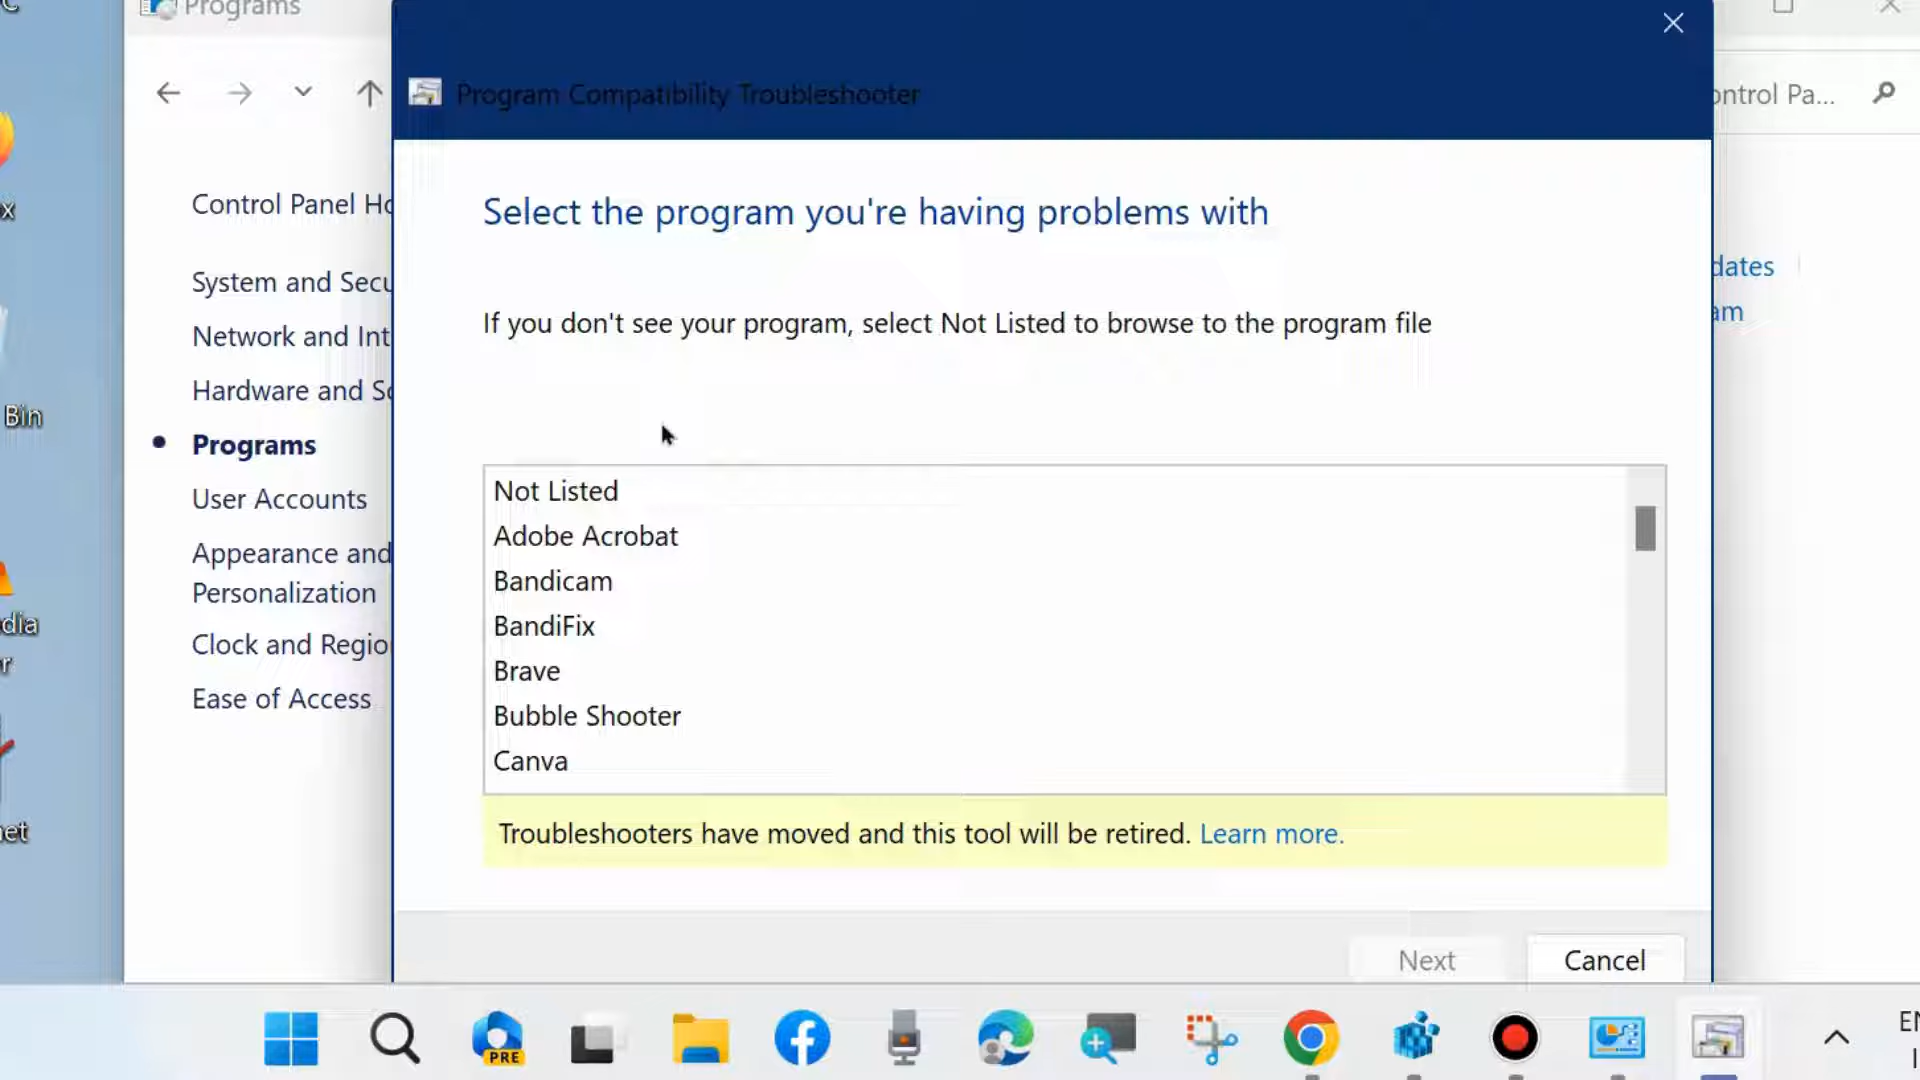 Programs
Program Compatibility Troubleshooter
ontrol Pa...
Control Panel Ho
System and Secu
Network and Int
Hardware and So
Programs
User Accounts
Appearance and
Personalization
Clock and Regio
Ease of Access
Select the program you're having problems with
If you don't see your program, select Not Listed to browse to the program file
Not Listed
Adobe Acrobat
Bandicam
BandiFix
Brave
Bubble Shooter
Canva
Troubleshooters have moved and this tool will be retired. Learn more.
Next
Cancel
dates
am
x
Bin
dia
r
net
PRE
EN